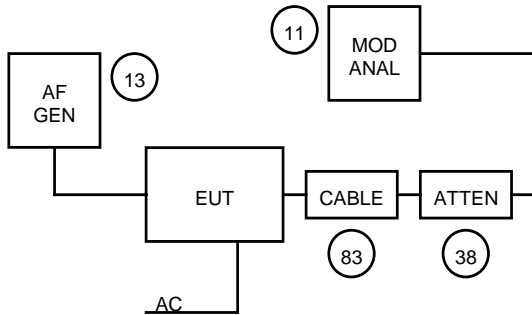 11
MOD
ANAL
13
AF
GEN
EUT
CABLE
ATTEN
83
38
AC